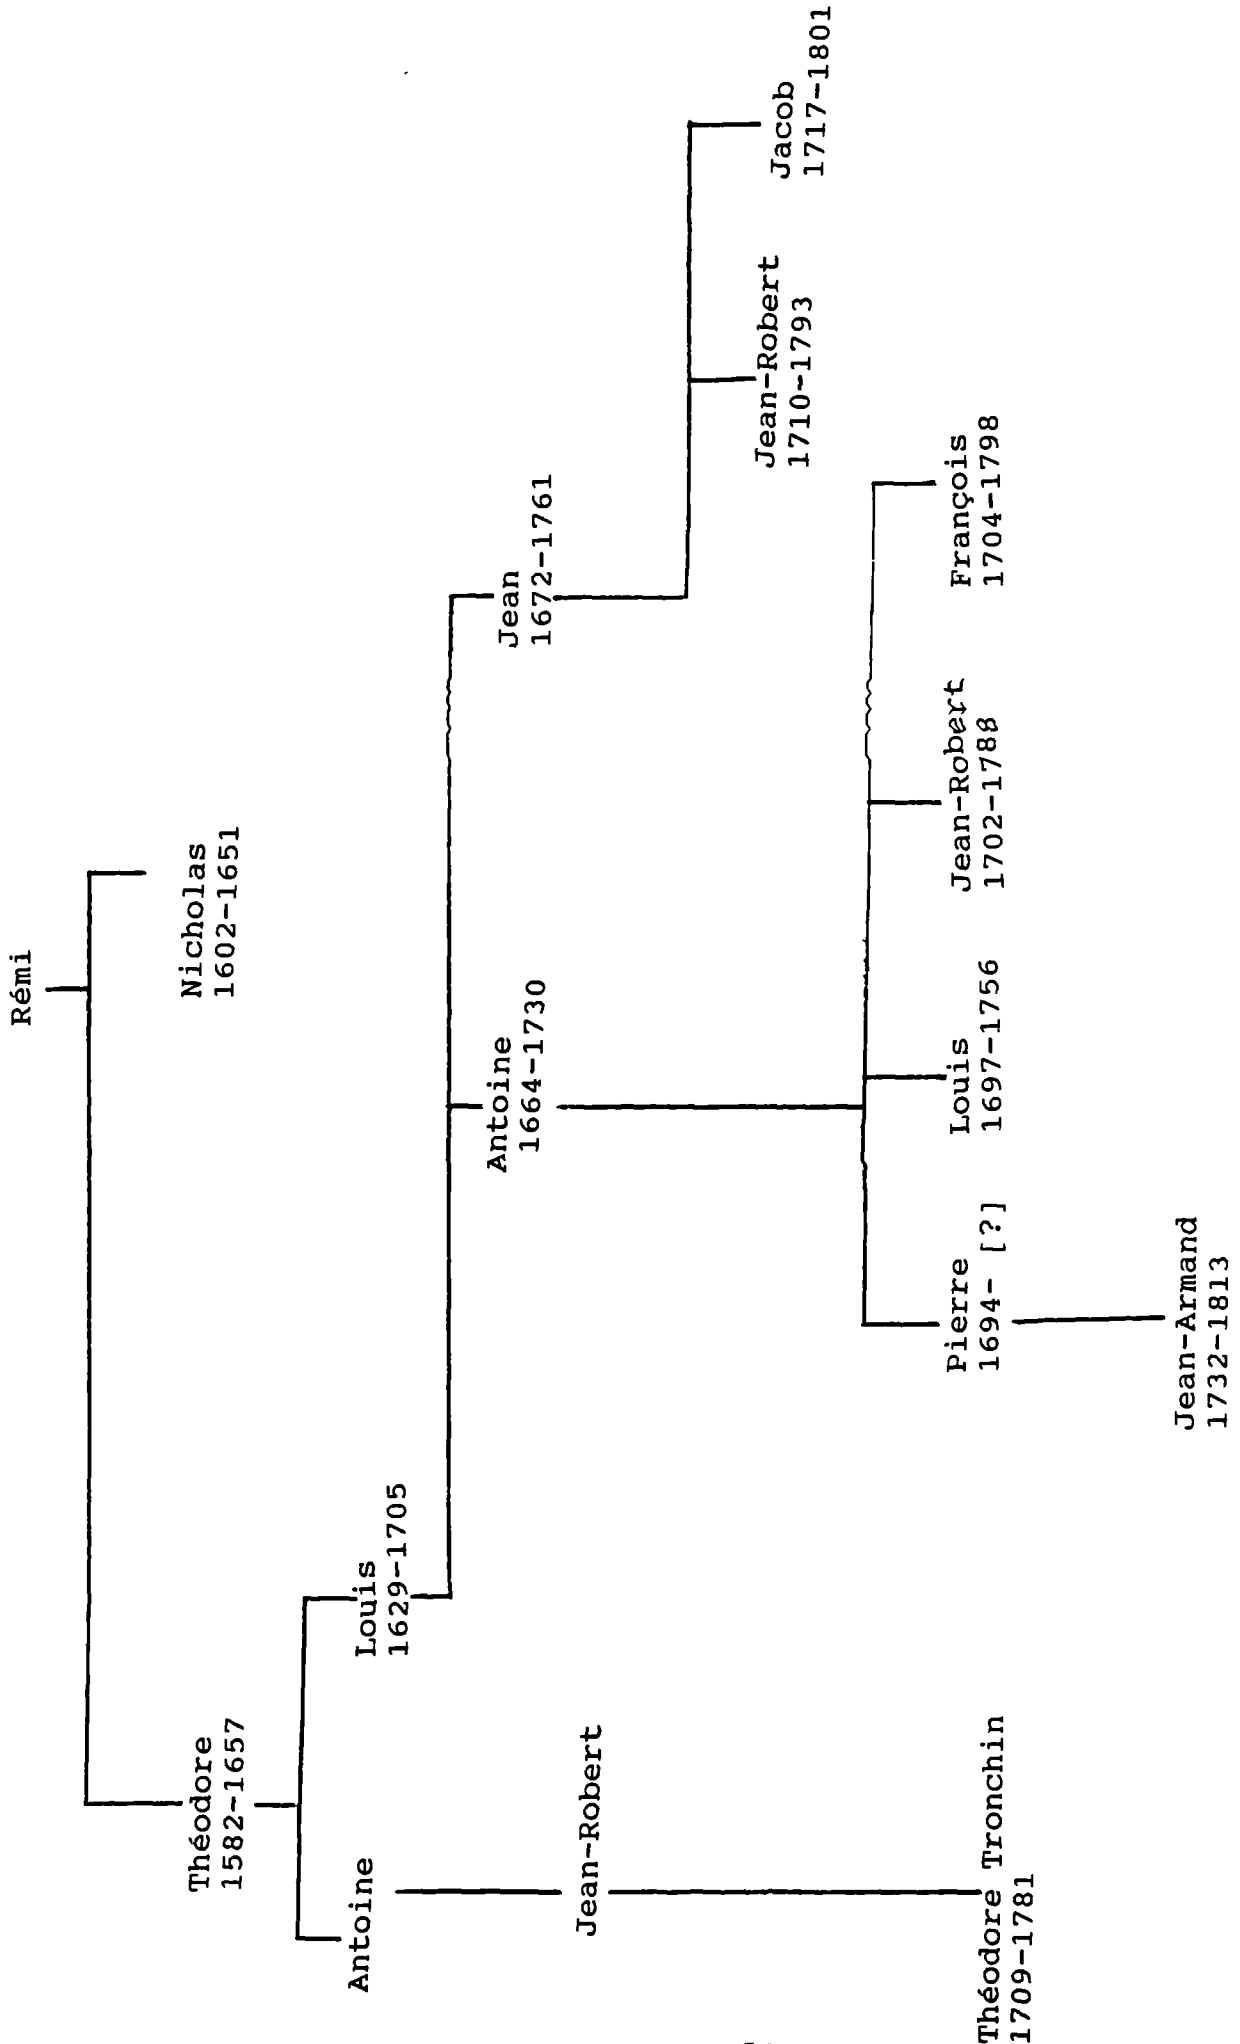 Rémi
Théodore
1582-1657
Nicholas
1602-1651
Antoine
Louis
1629-1705
Antoine
1664-1730
Jean
1672-1761
Jean-Robert
Jean-Robert
1710-1793
Jacob
1717-1801
Théodore Tronchin
1709-1781
Pierre
1694- [?]
Louis
1697-1756
Jean-Robert
1702-1788
François
1704-1798
Jean-Armand
1732-1813